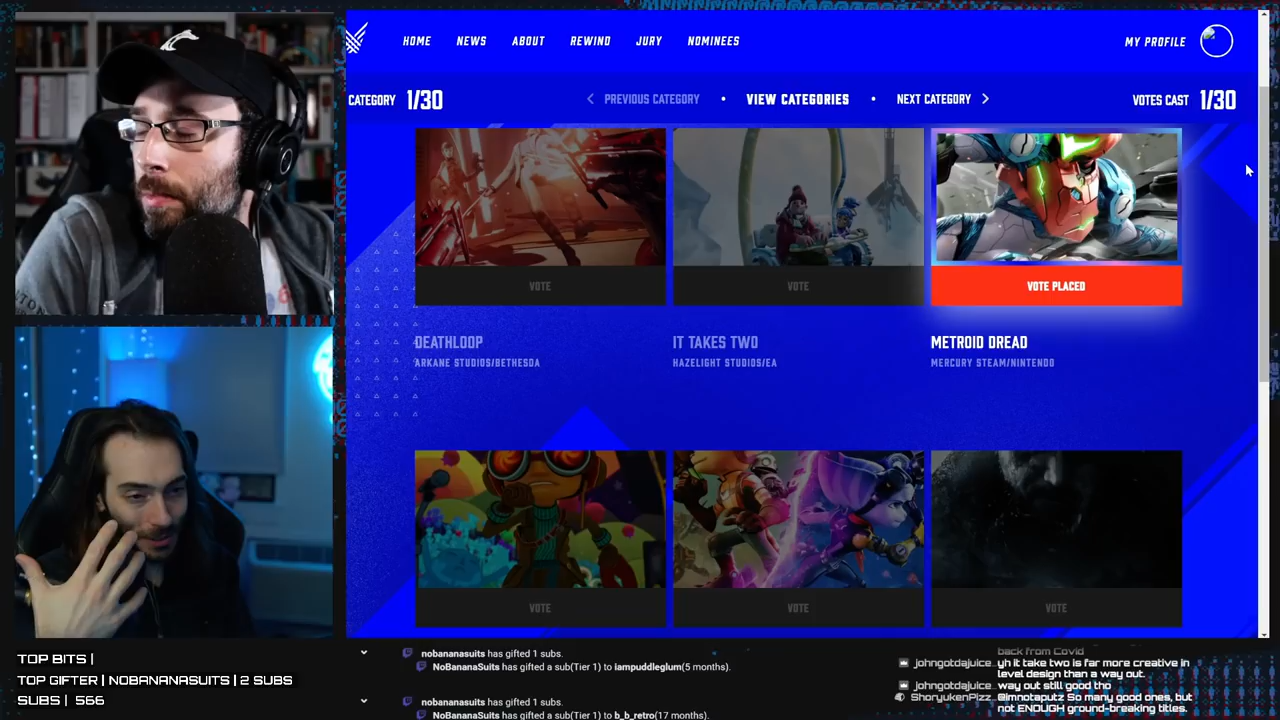 HOME NEWS ABOUT REWIND JURY NOMINEES MY PROFILE
CATEGORY 1/30 PREVIOUS CATEGORY • VIEW CATEGORIES • NEXT CATEGORY VOTES CAST 1/30
VOTE VOTE VOTE PLACED
DEATHLOOP IT TAKES TWO METROID DREAD
ARKANE STUDIOS/BETHESDA HAZELIGHT STUDIOS/EA MERCURY STEAM/NINTENDO
VOTE VOTE VOTE
TOP BITS |
TOP GIFTER | NOBANANASUITS | 2 SUBS
SUBS | 566
nobananasuits has gifted 1 subs.
NoBananaSuits has gifted a sub(Tier 1) to iampuddleglum(5 months).
nobananasuits has gifted 1 subs.
NoBananaSuits has gifted a sub(Tier 1) to b_b_retro(17 months).
back from Covid
johngotdajuice... yh it take two is far more creative in
level design than a way out.
johngotdajuice... way out still good tho
ShoryukenPizz... @imnotaputz So many good ones, but
not ENOUGH ground-breaking titles.